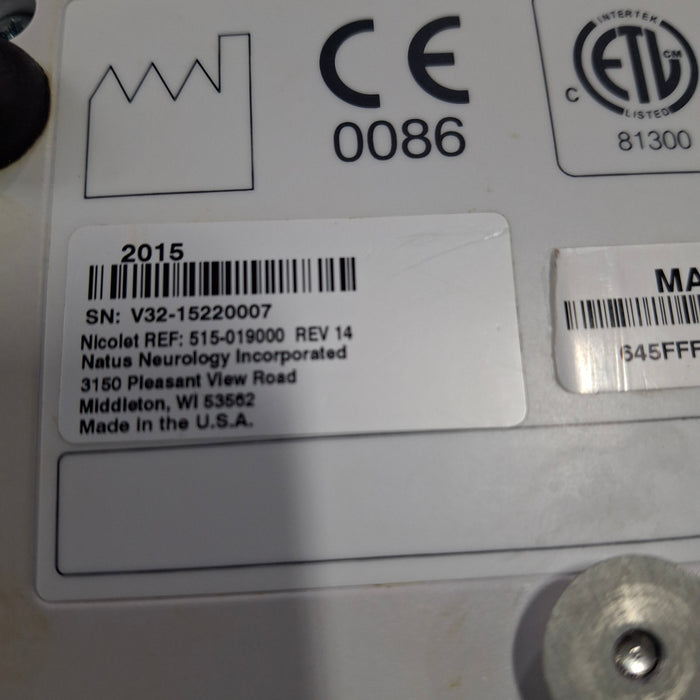 CE
0086
INTERTEK
ETL CM
C
LISTED
81300
2015
SN: V32-15220007
Nicolet REF: 515-019000 REV 14
Natus Neurology Incorporated
3150 Pleasant View Road
Middleton, WI 53562
Made in the U.S.A.
MA
645FFF